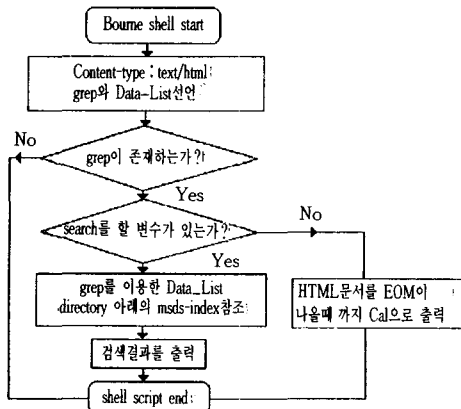 Bourne shell start
Content-type : text/html
grep와 Data-List선언
No
grep이 존재하는가?
Yes
search를 할 변수가 있는가?
No
Yes
grep를 이용한 Data_List
directory 아래의 msds-index참조
HTML문서를 EOM이
나올때 까지 Cal으로 출력
검색결과를 출력
shell script end